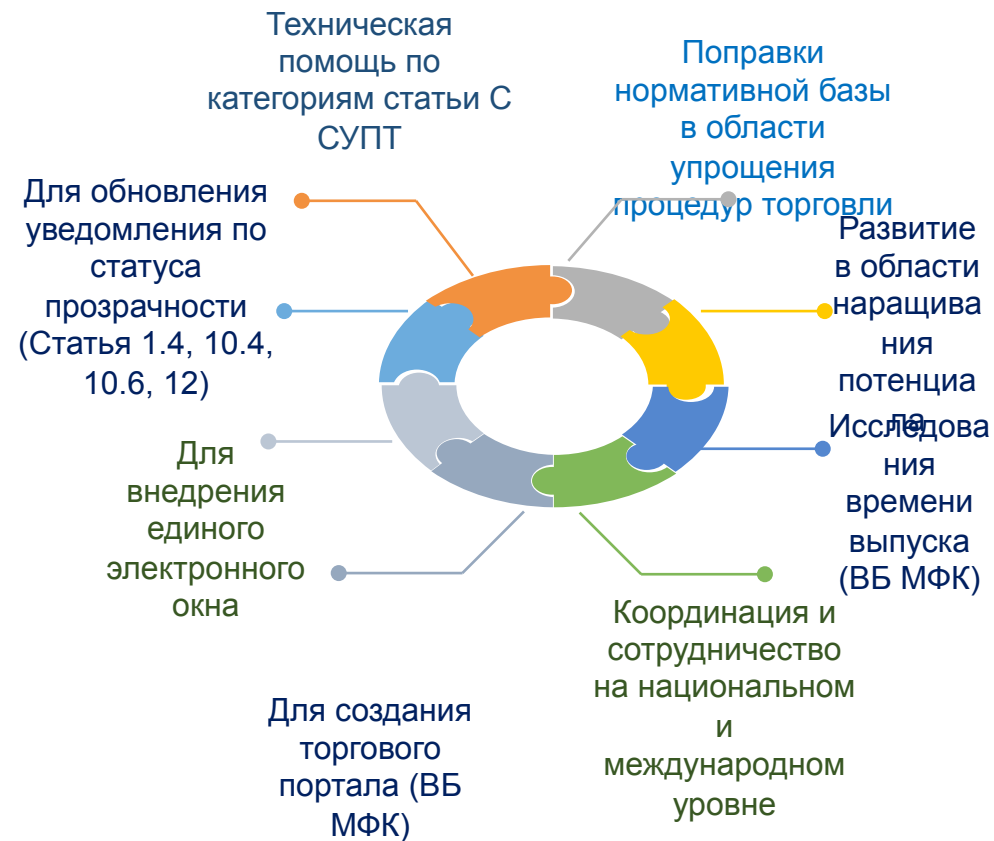 Техническая
помощь по
категориям статьи С
СУПТ
Поправки
нормативной базы
в области
упрощения
процедур торговли
Для обновления
уведомления по
статуса
прозрачности
(Статья 1.4, 10.4,
10.6, 12)
Развитие
в области
наращива
ния
потенциа
ла
Исследова
ния
времени
выпуска
(ВБ МФК)
Для
внедрения
единого
электронного
окна
Координация и
сотрудничество
на национальном
и
международном
уровне
Для создания
торгового
портала (ВБ
МФК)